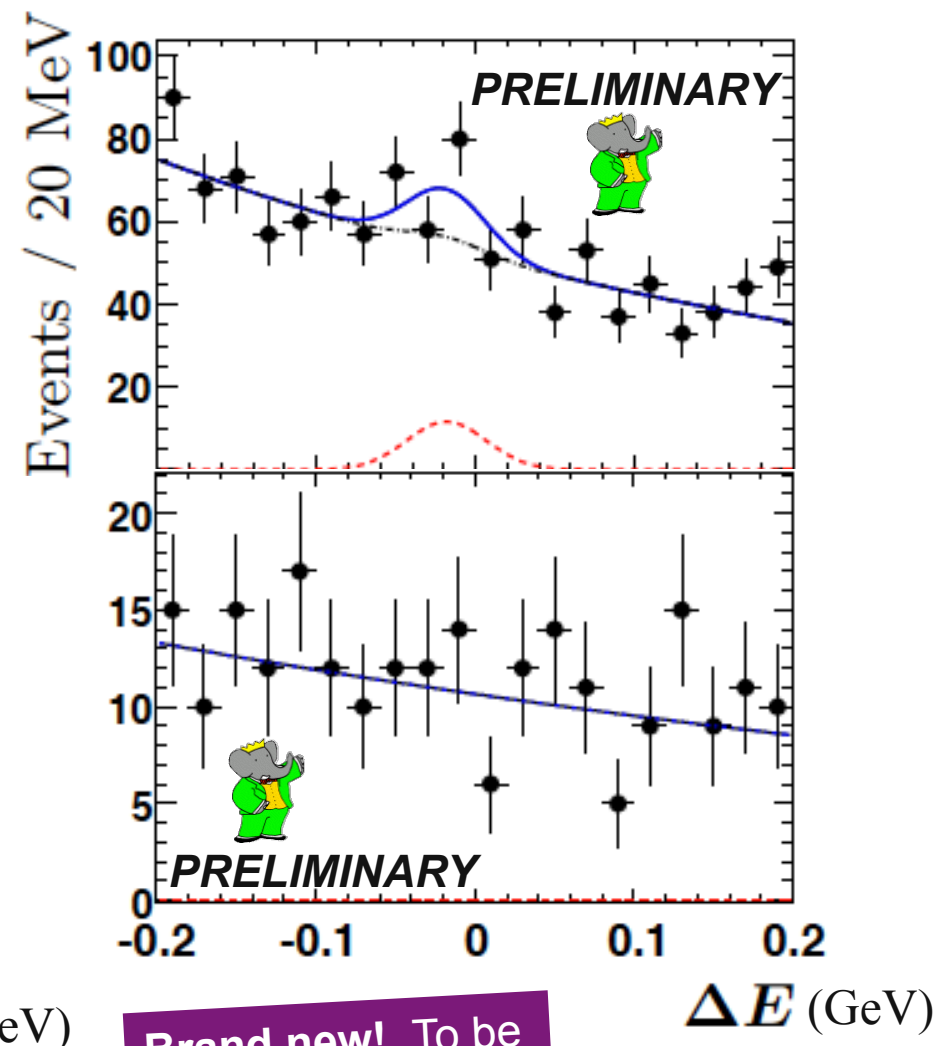 Events / 20 MeV
100
80
60
40
20
PRELIMINARY
20
15
10
5
0
PRELIMINARY
-0.2 -0.1 0 0.1 0.2
ΔE (GeV)
eV)
Brand new! To be